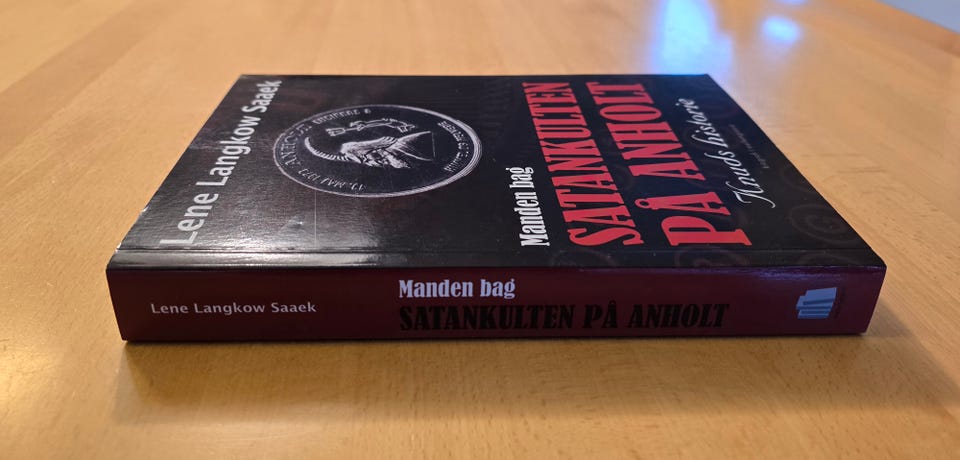 Lene Langkow Saaek
Manden bag
SATANKULTEN
PÅ ANHOLT
Knuds historie
Lene Langkow Saaek
Manden bag
SATANKULTEN PÅ ANHOLT